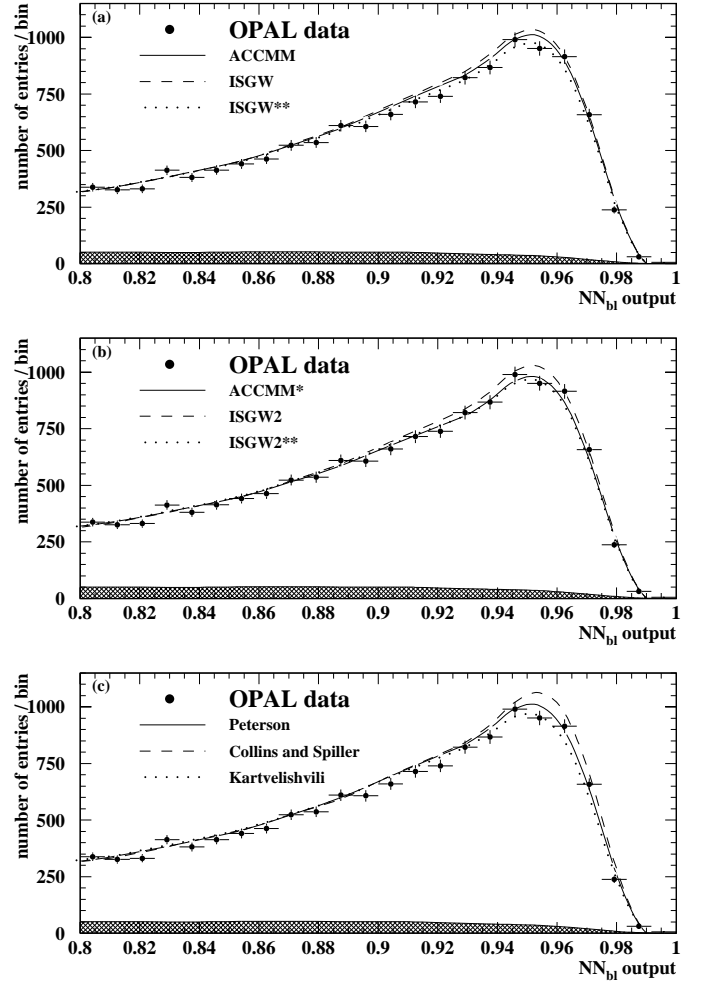 (a)
OPAL data
ACCMM
ISGW
ISGW**
number of entries / bin
1000
750
500
250
0
0.8 0.82 0.84 0.86 0.88 0.9 0.92 0.94 0.96 0.98 1
NN_bl output
(b)
OPAL data
ACCMM*
ISGW2
ISGW2**
number of entries / bin
1000
750
500
250
0
0.8 0.82 0.84 0.86 0.88 0.9 0.92 0.94 0.96 0.98 1
NN_bl output
(c)
OPAL data
Peterson
Collins and Spiller
Kartvelishvili
number of entries / bin
1000
750
500
250
0
0.8 0.82 0.84 0.86 0.88 0.9 0.92 0.94 0.96 0.98 1
NN_bl output